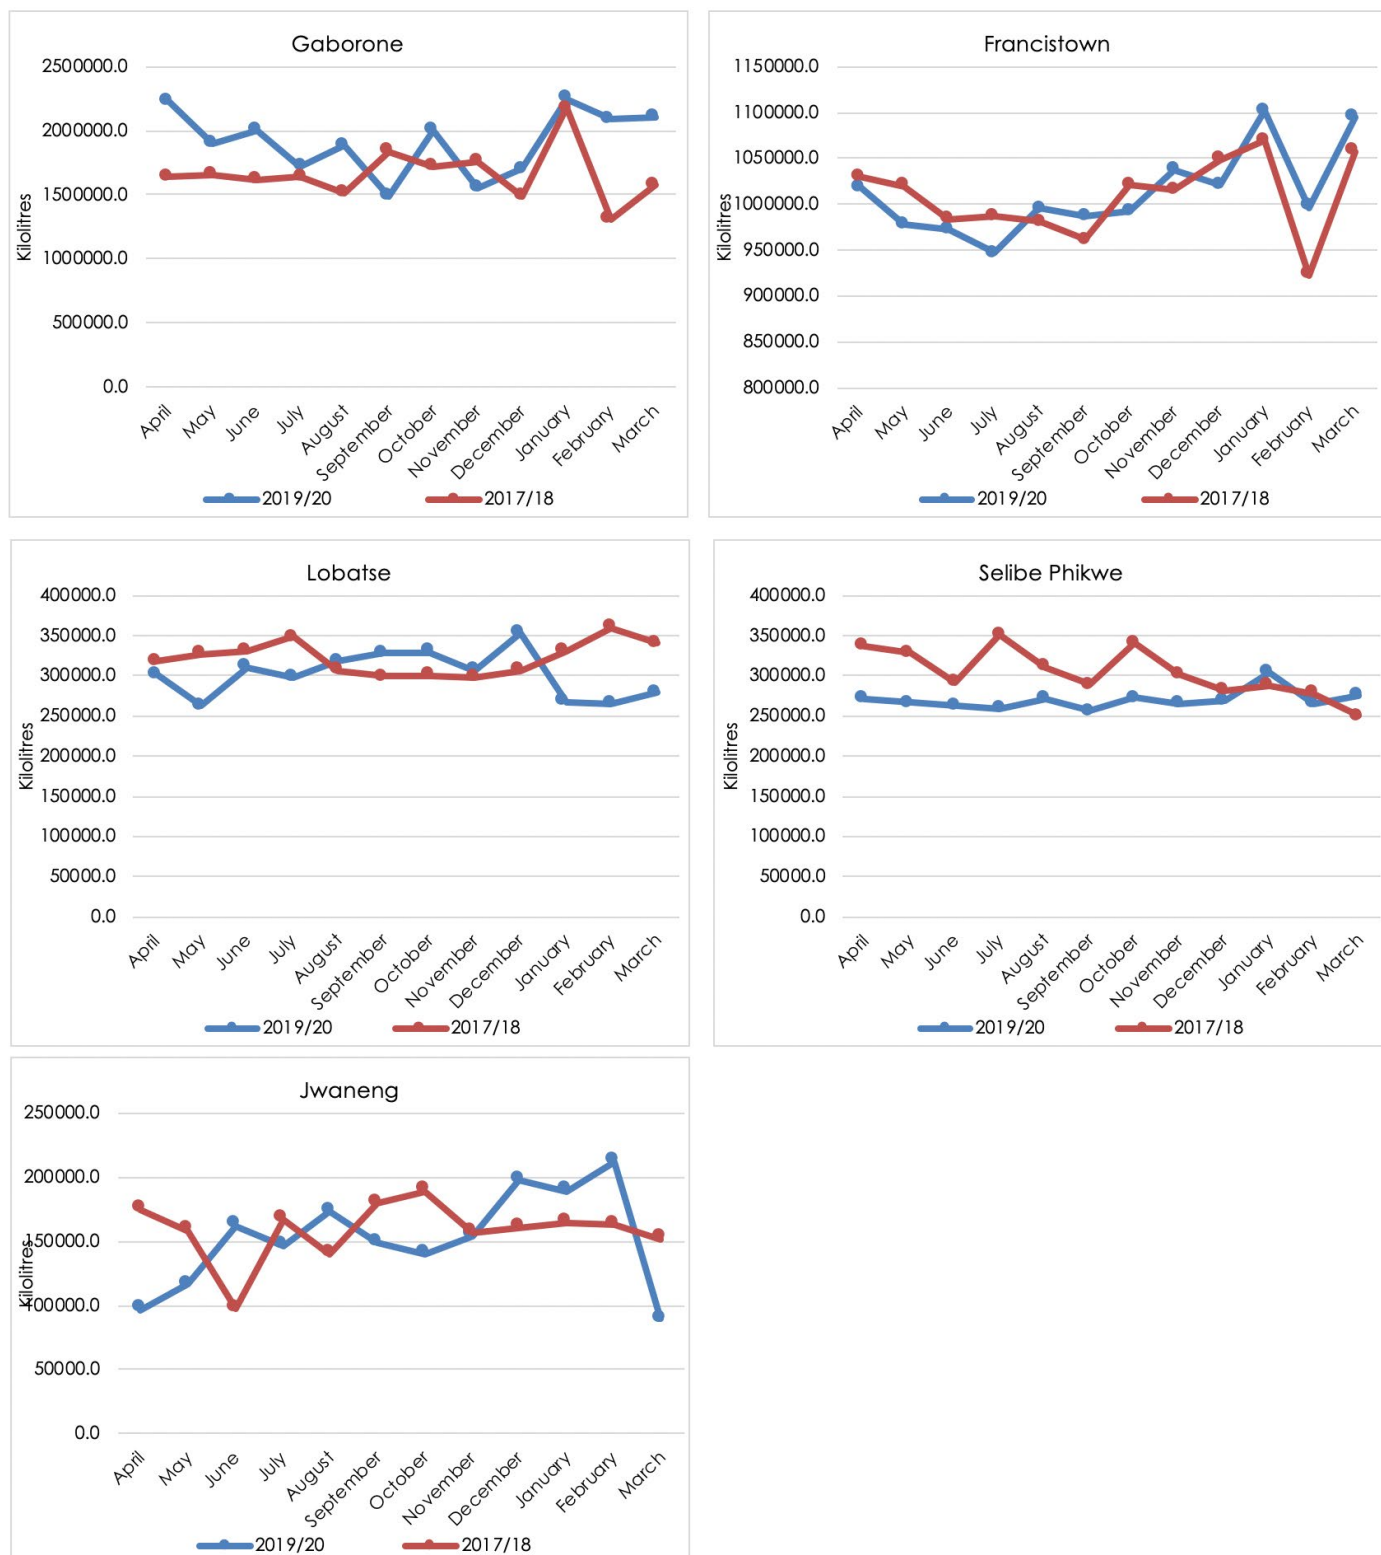 Gaborone
2500000.0
2000000.0
1500000.0
1000000.0
500000.0
0.0
Kilolitres
April
May
June
July
August
September
October
November
December
January
February
March
2019/20
2017/18
Francistown
1150000.0
1100000.0
1050000.0
1000000.0
950000.0
900000.0
850000.0
800000.0
Kilolitres
April
May
June
July
August
September
October
November
December
January
February
March
2019/20
2017/18
Lobatse
400000.0
350000.0
300000.0
250000.0
200000.0
150000.0
100000.0
50000.0
0.0
Kilolitres
April
May
June
July
August
September
October
November
December
January
February
March
2019/20
2017/18
Selibe Phikwe
400000.0
350000.0
300000.0
250000.0
200000.0
150000.0
100000.0
50000.0
0.0
Kilolitres
April
May
June
July
August
September
October
November
December
January
February
March
2019/20
2017/18
Jwaneng
250000.0
200000.0
150000.0
100000.0
50000.0
0.0
Kilolitres
April
May
June
July
August
September
October
November
December
January
February
March
2019/20
2017/18